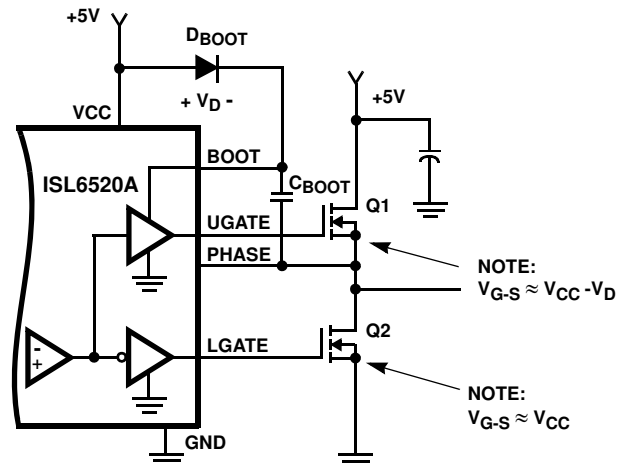 +5V
DBOOT
+ VD -
VCC
+5V
BOOT
ISL6520A
CBOOT
Q1
UGATE
PHASE
NOTE:
VG-S ≈ VCC -VD
Q2
LGATE
-
+
NOTE:
VG-S ≈ VCC
GND